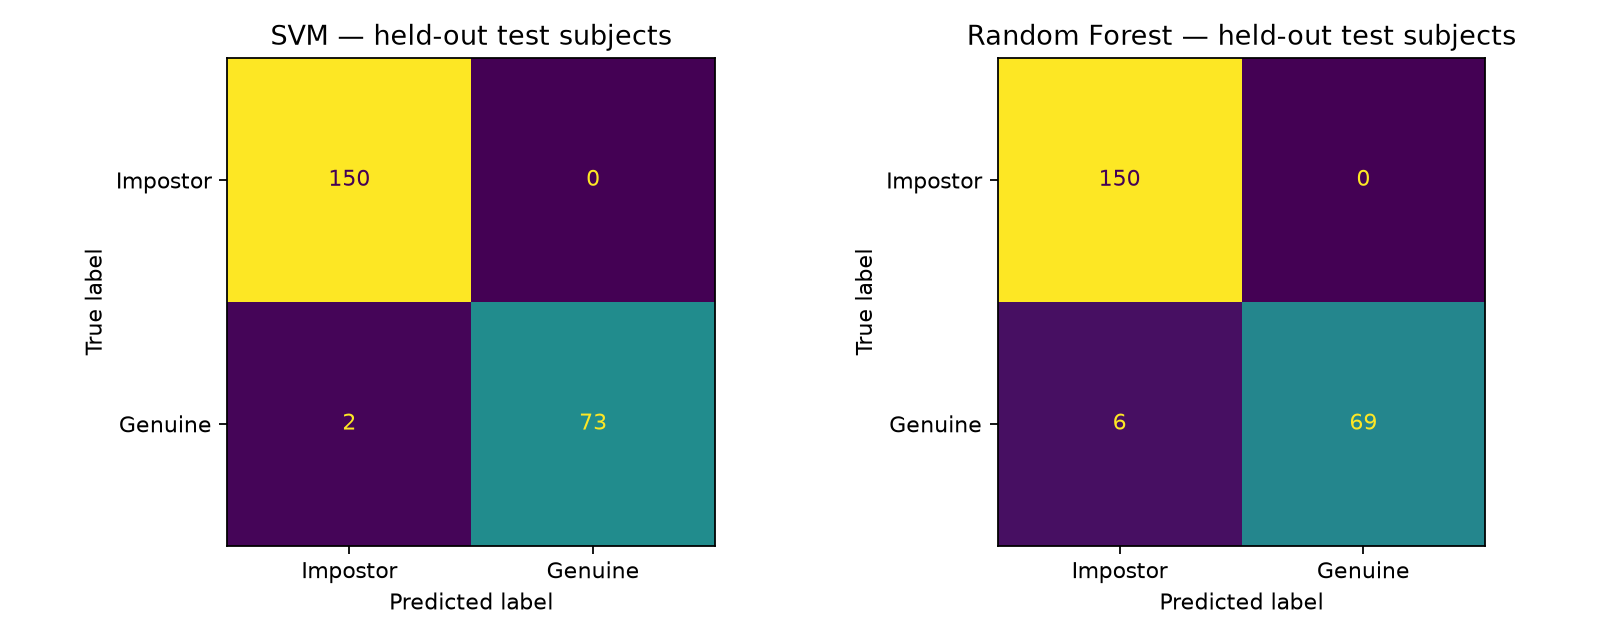 SVM — held-out test subjects
Impostor
150
0
True label
Genuine
2
73
Impostor
Genuine
Predicted label
Random Forest — held-out test subjects
Impostor
150
0
True label
Genuine
6
69
Impostor
Genuine
Predicted label